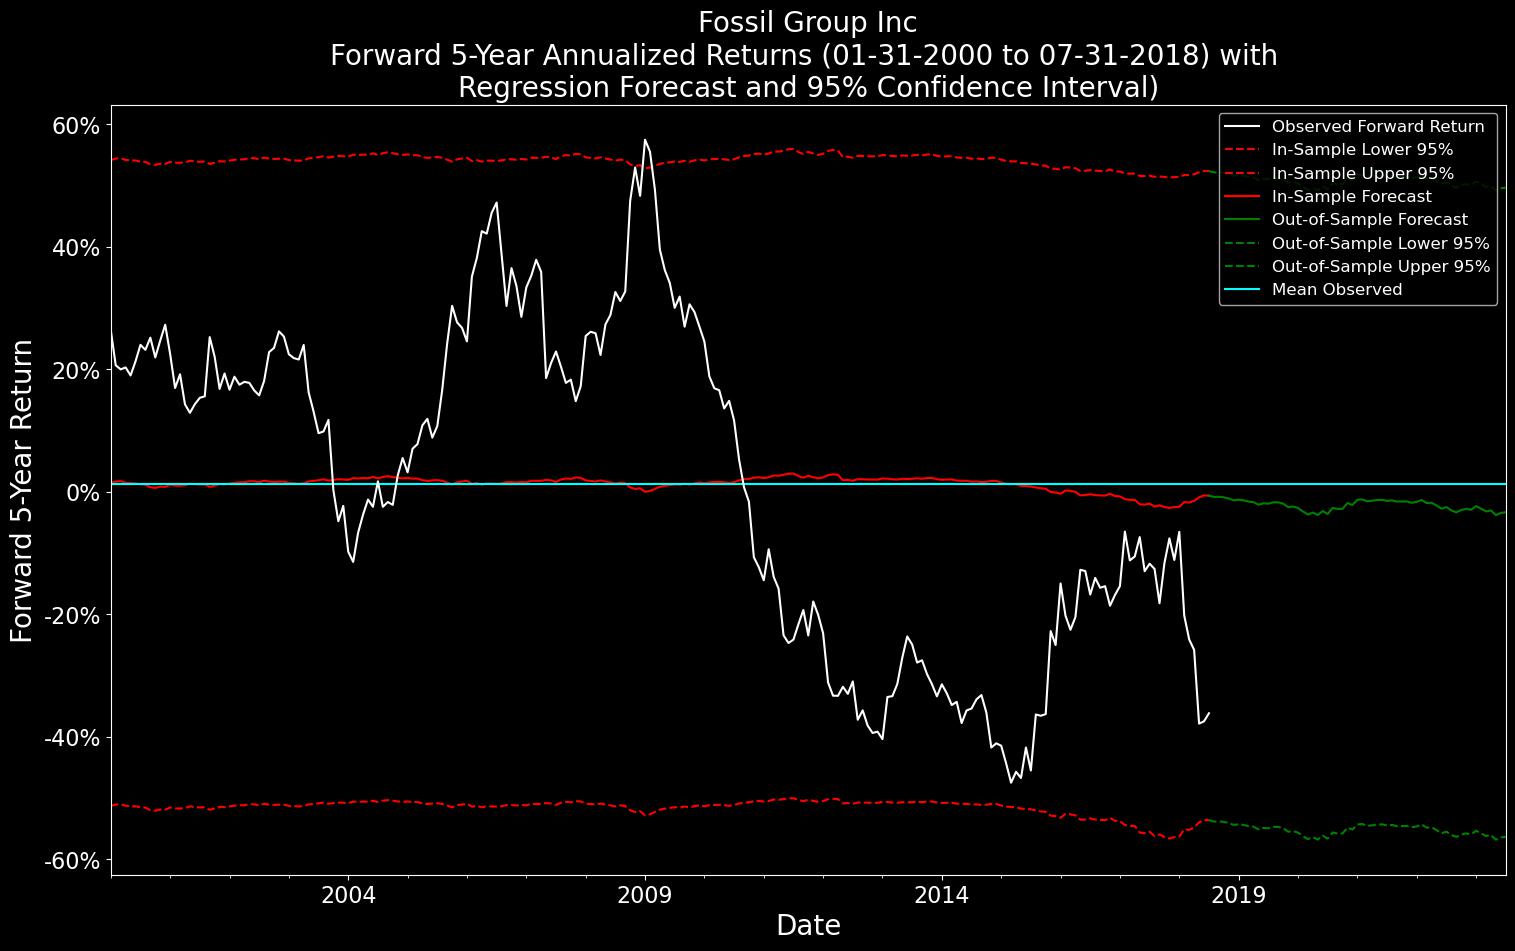 Fossil Group Inc
Forward 5-Year Annualized Returns (01-31-2000 to 07-31-2018) with
Regression Forecast and 95% Confidence Interval)
60%
40%
20%
0%
-20%
-40%
-60%
Forward 5-Year Return
Observed Forward Return
In-Sample Lower 95%
In-Sample Upper 95%
In-Sample Forecast
Out-of-Sample Forecast
Out-of-Sample Lower 95%
Out-of-Sample Upper 95%
Mean Observed
2004
2009
2014
2019
Date